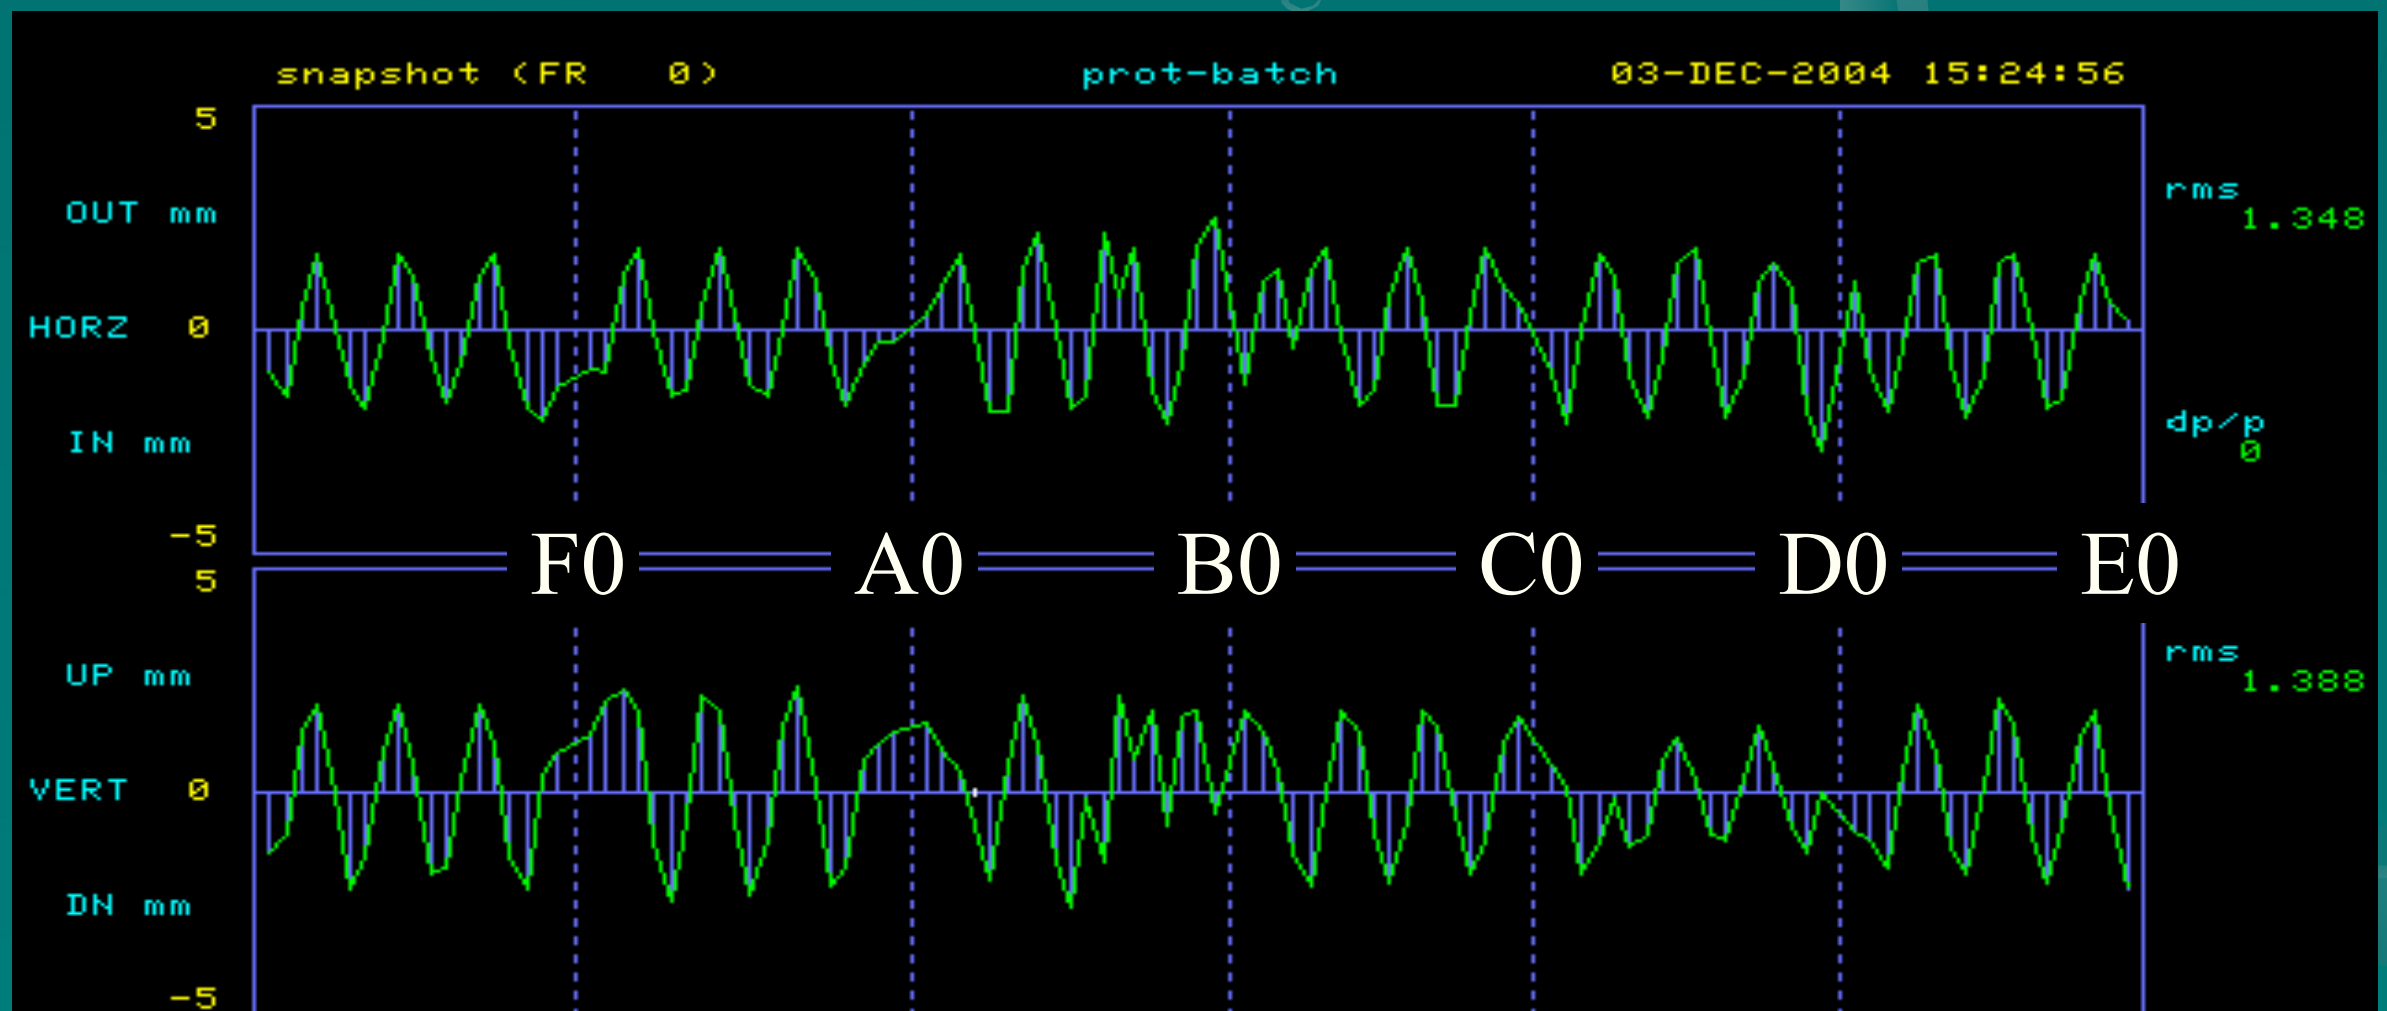 snapshot (FR 0) prot-batch 03-DEC-2004 15:24:56
5
rms
OUT mm 1.348
HORZ 0
dp/p
IN mm 0
-5
F0 A0 B0 C0 D0 E0
5
rms
UP mm 1.388
VERT 0
DN mm
-5